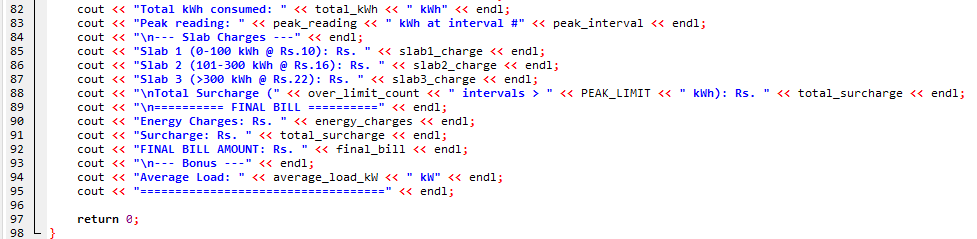 82 cout << "Total kWh consumed: " << total_kWh << " kWh" << endl;
83 cout << "Peak reading: " << peak_reading << " kWh at interval #" << peak_interval << endl;
84 cout << "\n--- Slab Charges ---" << endl;
85 cout << "Slab 1 (0-100 kWh @ Rs.10): Rs. " << slab1_charge << endl;
86 cout << "Slab 2 (101-300 kWh @ Rs.16): Rs. " << slab2_charge << endl;
87 cout << "Slab 3 (>300 kWh @ Rs.22): Rs. " << slab3_charge << endl;
88 cout << "\nTotal Surcharge (" << over_limit_count << " intervals > " << PEAK_LIMIT << " kWh): Rs. " << total_surcharge << endl;
89 cout << "\n========== FINAL BILL ==========" << endl;
90 cout << "Energy Charges: Rs. " << energy_charges << endl;
91 cout << "Surcharge: Rs. " << total_surcharge << endl;
92 cout << "FINAL BILL AMOUNT: Rs. " << final_bill << endl;
93 cout << "\n--- Bonus ---" << endl;
94 cout << "Average Load: " << average_load_kW << " kW" << endl;
95 cout << "==================================" << endl;
96
97 return 0;
98 }